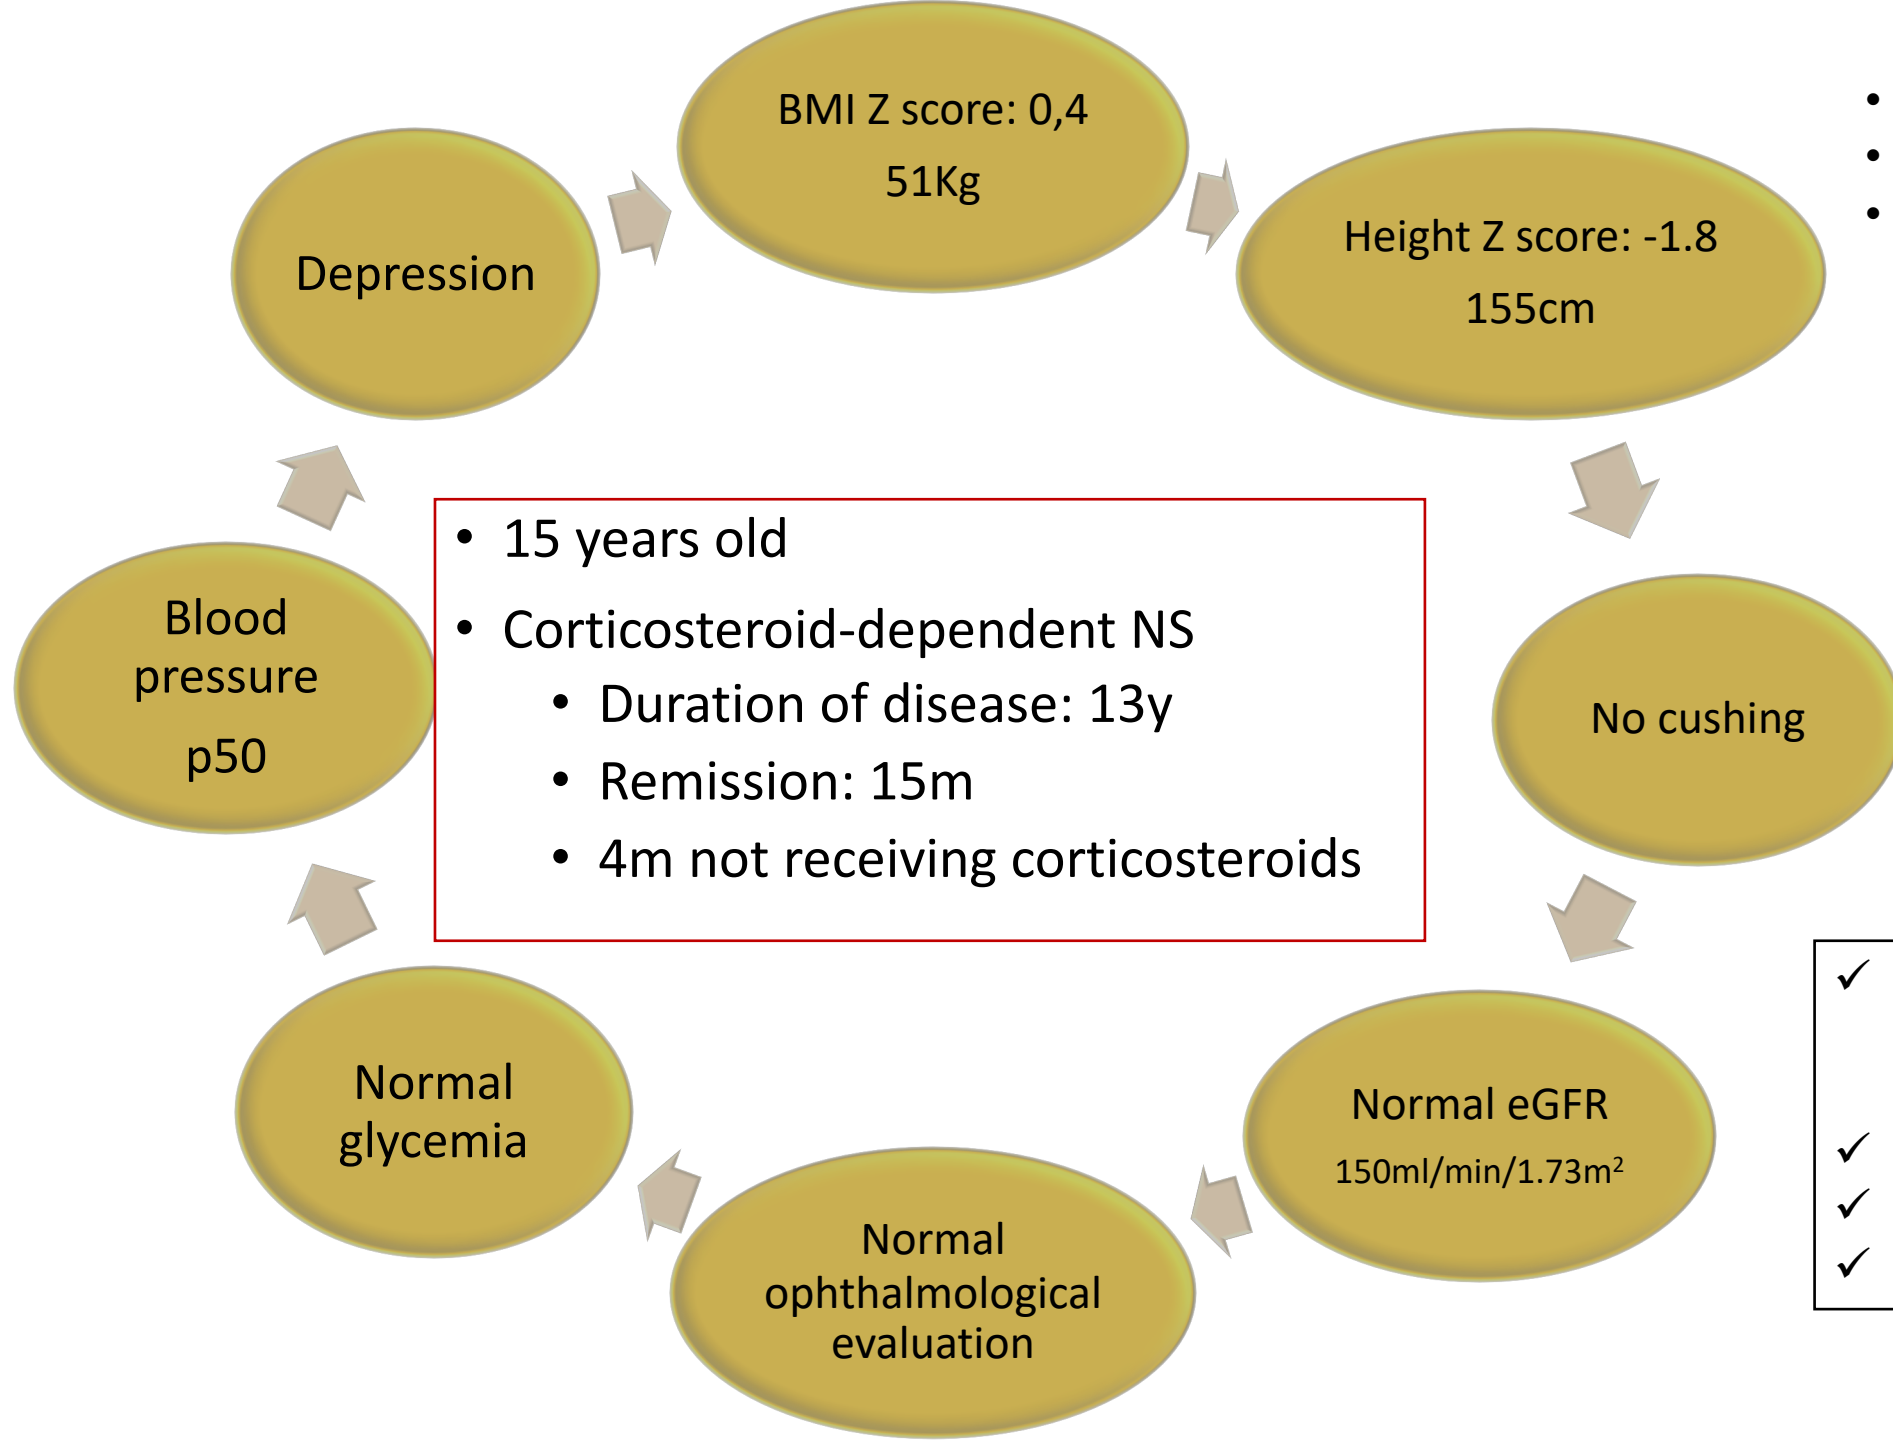 BMI Z score: 0,4
51Kg
Height Z score: -1.8
155cm
Depression
• 15 years old
• Corticosteroid-dependent NS
• Duration of disease: 13y
• Remission: 15m
• 4m not receiving corticosteroids
Blood
pressure
p50
No cushing
Normal
glycemia
Normal eGFR
150ml/min/1.73m²
Normal
ophthalmological
evaluation